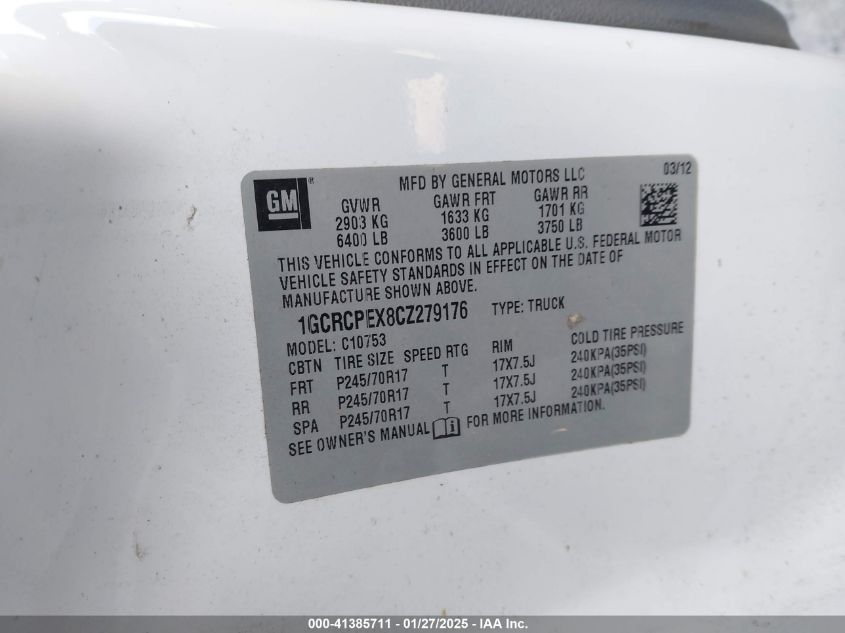 MFD BY GENERAL MOTORS LLC 03/12
GM ®
GVWR GAWR FRT GAWR RR
2903 KG 1633 KG 1701 KG
6400 LB 3600 LB 3750 LB
THIS VEHICLE CONFORMS TO ALL APPLICABLE U.S. FEDERAL MOTOR
VEHICLE SAFETY STANDARDS IN EFFECT ON THE DATE OF
MANUFACTURE SHOWN ABOVE.
1GCRCPEX8CZ279176 TYPE: TRUCK
MODEL: C10753
CBTN TIRE SIZE SPEED RTG RIM COLD TIRE PRESSURE
FRT P245/70R17 T 17X7.5J 240KPA(35PSI)
RR P245/70R17 T 17X7.5J 240KPA(35PSI)
SPA P245/70R17 T 17X7.5J 240KPA(35PSI)
SEE OWNER'S MANUAL i FOR MORE INFORMATION.
000-41385711 - 01/27/2025 - IAA Inc.